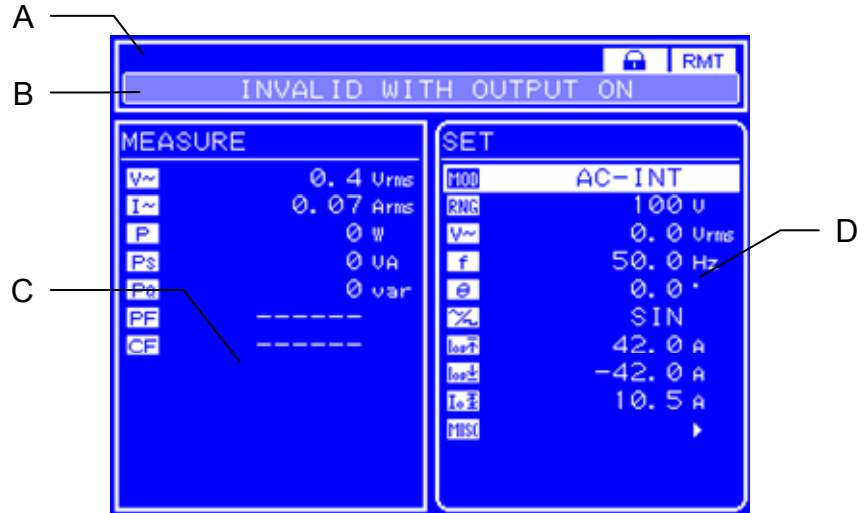 A
RMT
B
INVALID WITH OUTPUT ON
MEASURE
V~ 0.4 Vrms
I~ 0.07 Arms
P 0 W
Ps 0 VA
0 var
PF ------
CF ------
C
SET
MOD AC-INT
RNG 100 V
V~ 0.0 Vrms
f 50.0 Hz
θ 0.0 °
SIN
42.0 A
-42.0 A
10.5 A
MISC
D